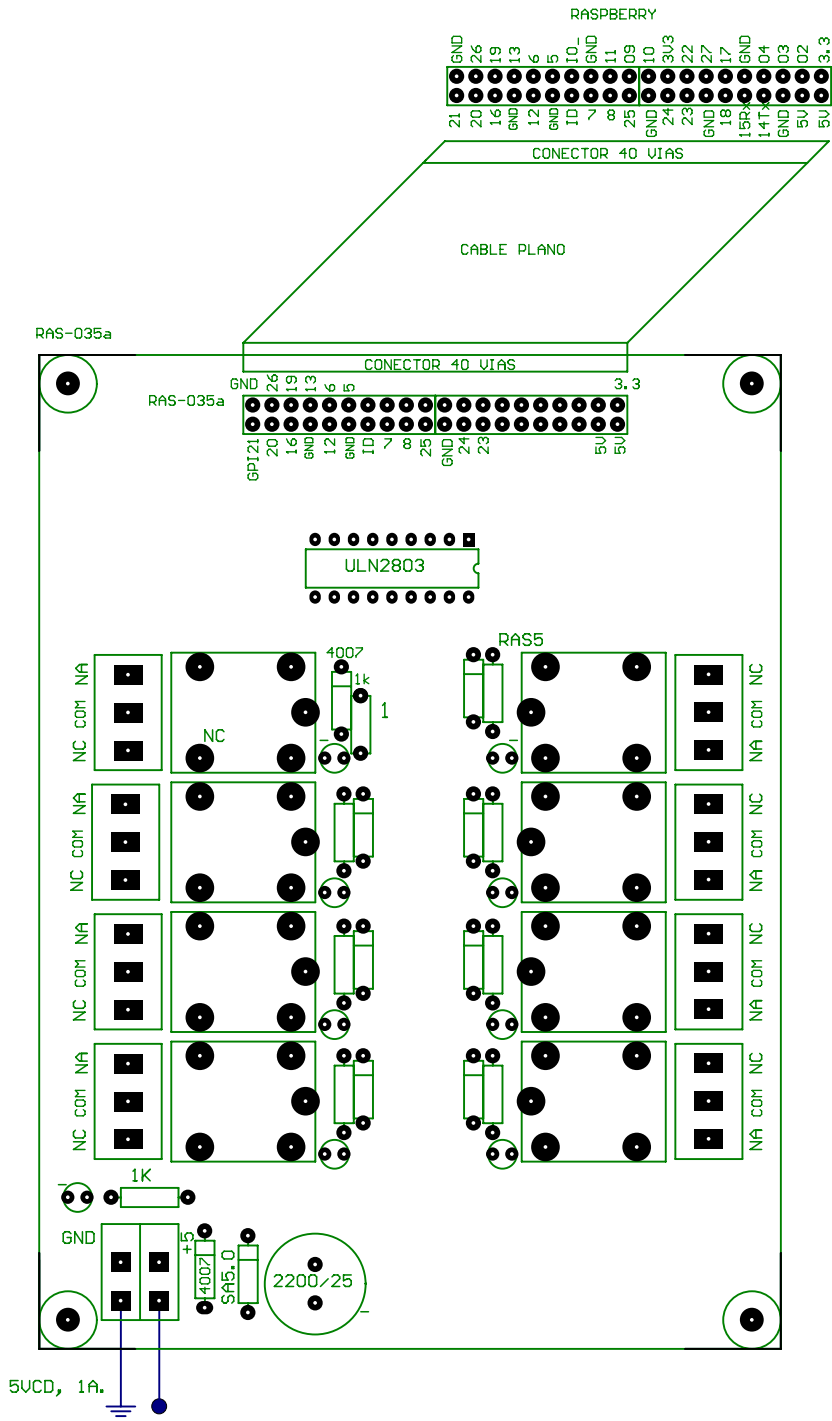 RASPBERRY
GND 26 19 13 6 5 IO_ GND 11 09 10 3V3 22 27 17 GND 04 03 02 3.3
21 20 16 GND 12 GND ID 7 8 25 GND 24 23 GND 18 15Rx 14Tx GND 5V 5V
CONECTOR 40 VIAS
CABLE PLANO
RAS-035a
CONECTOR 40 VIAS
GND 26 19 13 6 5 3.3
RAS-035a
GPI21 20 16 GND 12 GND ID 7 8 25 GND 24 23 5V 5V
ULN2803
RAS5
4007
1k
1
NC
NC COM NA
NA COM NC
NC COM NA
NA COM NC
NC COM NA
NA COM NC
NC COM NA
NA COM NC
1K
GND
+5
4007
SA5.0
2200/25
5VCD, 1A.